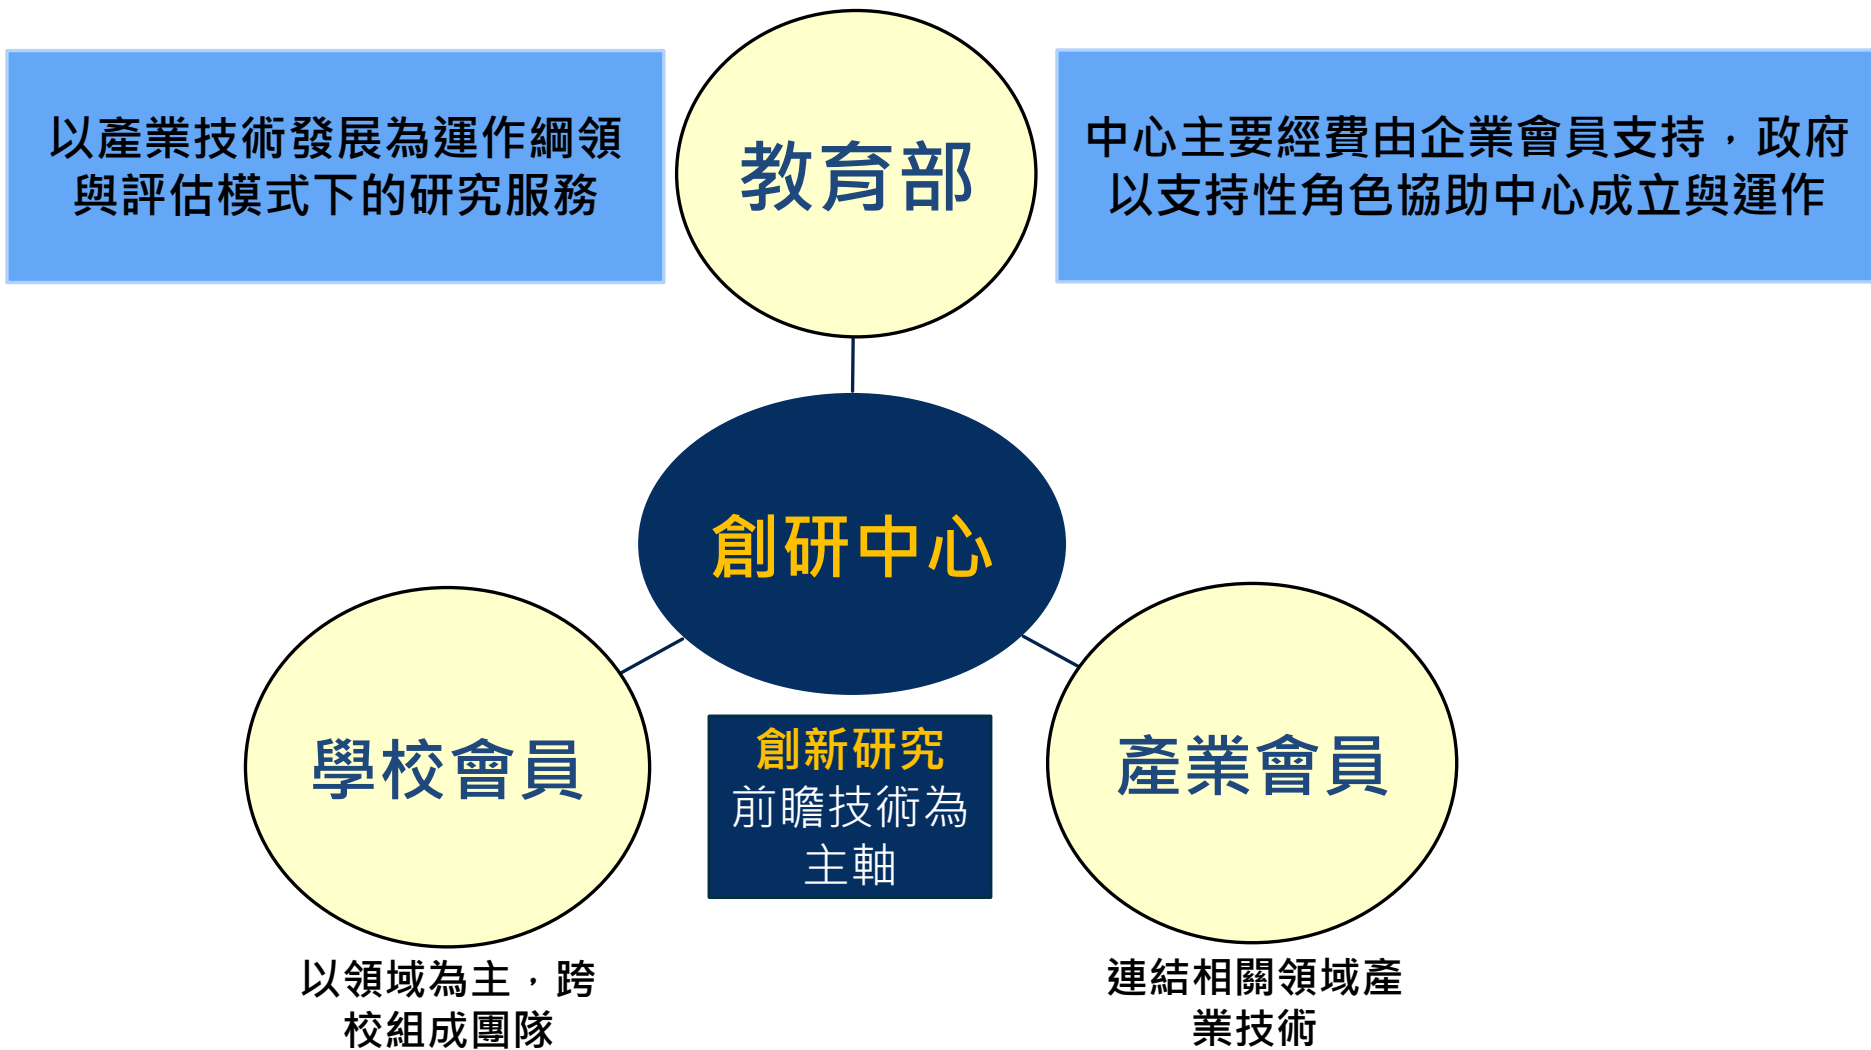 以產業技術發展為運作綱領
與評估模式下的研究服務
教育部
中心主要經費由企業會員支持，政府
以支持性角色協助中心成立與運作
創研中心
學校會員
創新研究
前瞻技術為
主軸
產業會員
以領域為主，跨
校組成團隊
連結相關領域產
業技術